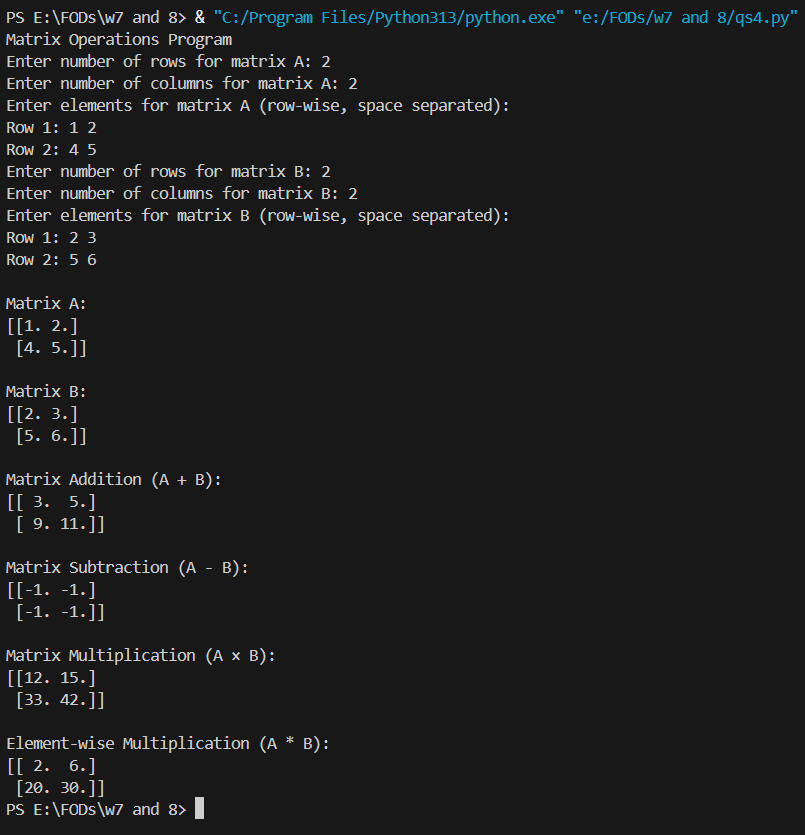 PS E:\FODs\w7 and 8> & "C:/Program Files/Python313/python.exe" "e:/FODs/w7 and 8/qs4.py"
Matrix Operations Program
Enter number of rows for matrix A: 2
Enter number of columns for matrix A: 2
Enter elements for matrix A (row-wise, space separated):
Row 1: 1 2
Row 2: 4 5
Enter number of rows for matrix B: 2
Enter number of columns for matrix B: 2
Enter elements for matrix B (row-wise, space separated):
Row 1: 2 3
Row 2: 5 6

Matrix A:
[[1. 2.]
 [4. 5.]]

Matrix B:
[[2. 3.]
 [5. 6.]]

Matrix Addition (A + B):
[[ 3.  5.]
 [ 9. 11.]]

Matrix Subtraction (A - B):
[[-1. -1.]
 [-1. -1.]]

Matrix Multiplication (A × B):
[[12. 15.]
 [33. 42.]]

Element-wise Multiplication (A * B):
[[ 2.  6.]
 [20. 30.]]
PS E:\FODs\w7 and 8>